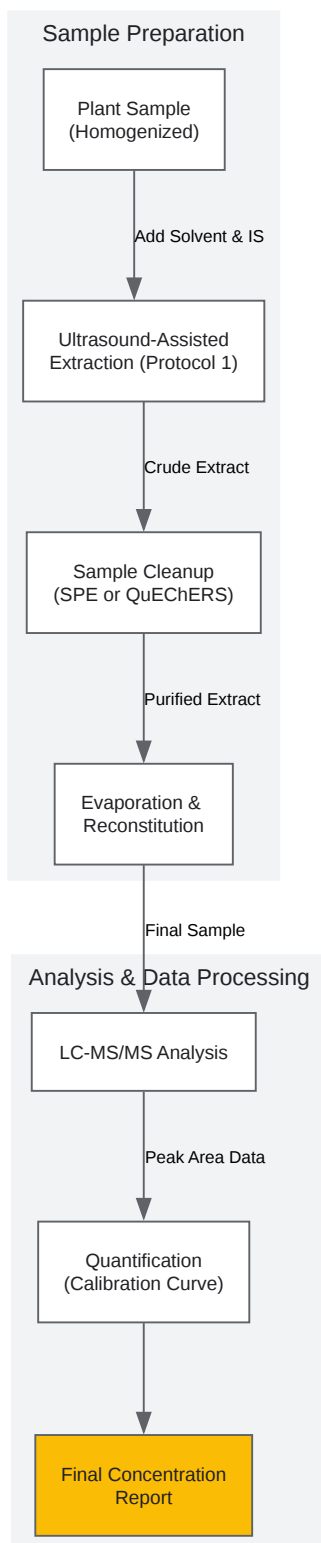 Sample Preparation
Plant Sample
(Homogenized)
Add Solvent & IS
Ultrasound-Assisted
Extraction (Protocol 1)
Crude Extract
Sample Cleanup
(SPE or QuEChERS)
Purified Extract
Evaporation &
Reconstitution
Final Sample
Analysis & Data Processing
LC-MS/MS Analysis
Peak Area Data
Quantification
(Calibration Curve)
Final Concentration
Report